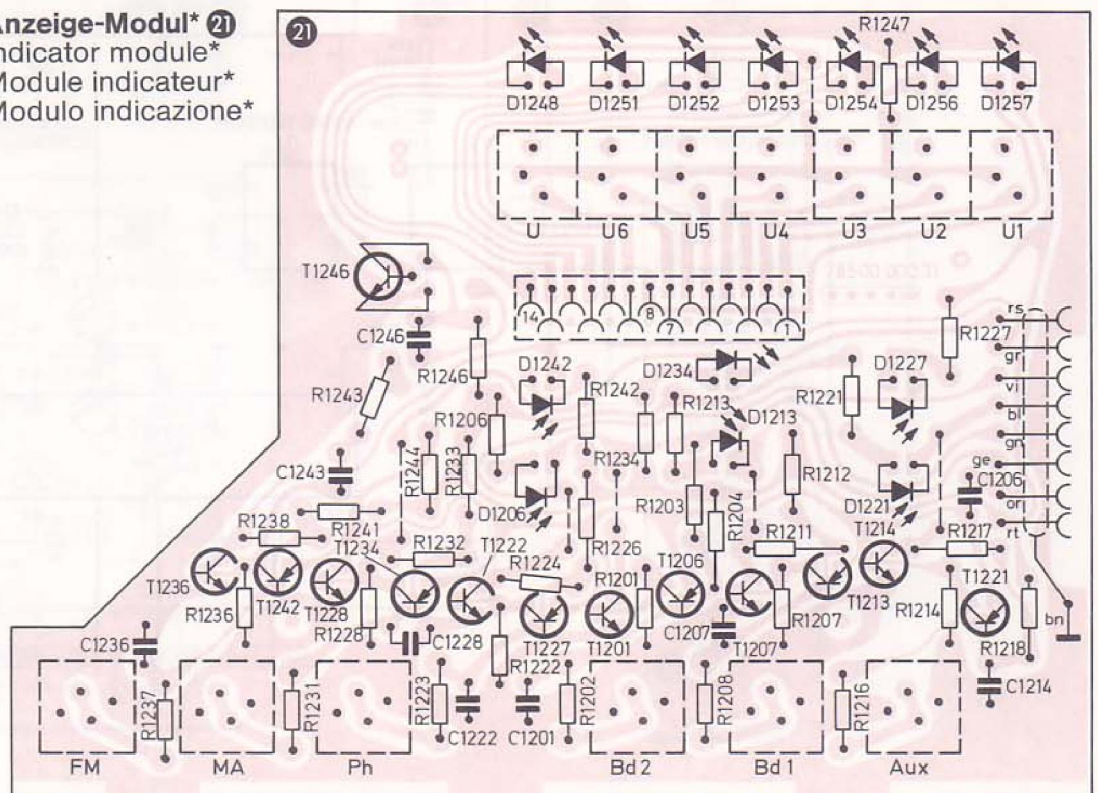 Anzeige-Modul* 21
Indicator module*
Module indicateur*
Modulo indicazione*
21
R1247
D1248 D1251 D1252 D1253 D1254 D1256 D1257
U U6 U5 U4 U3 U2 U1
T1246
14 8 7 1
rs
C1246 R1227
gr
R1246 D1242 D1234 D1227
vi
R1243 R1242 R1213 R1221
bl
R1206 D1213
gn
R1244 R1233 R1234 R1212 ge
C1243 C1206
R1203 R1204 D1221 or
D1206
R1241 R1226
R1238 R1232 T1222 R1211 T1214 R1217 rt
T1234 R1224 T1206
T1236 R1201 T1221
R1236 T1242 T1228 T1213 R1214
R1228 C1228 T1227 T1201 C1207 R1207 bn
C1236 R1222 T1207 R1218
R1237 R1231 R1223 R1202 R1208 R1216 C1214
C1222 C1201
FM MA Ph Bd 2 Bd 1 Aux